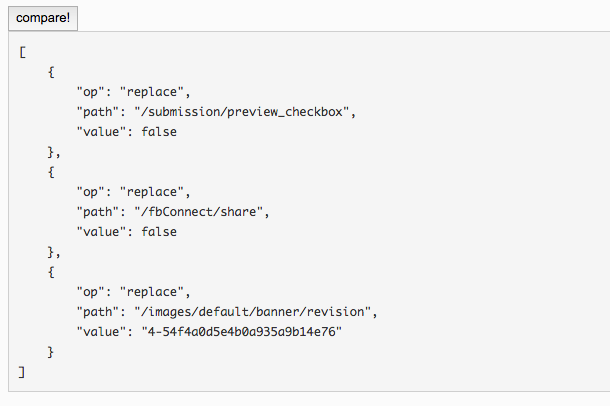 compare!
[
    {
        "op": "replace",
        "path": "/submission/preview_checkbox",
        "value": false
    },
    {
        "op": "replace",
        "path": "/fbConnect/share",
        "value": false
    },
    {
        "op": "replace",
        "path": "/images/default/banner/revision",
        "value": "4-54f4a0d5e4b0a935a9b14e76"
    }
]